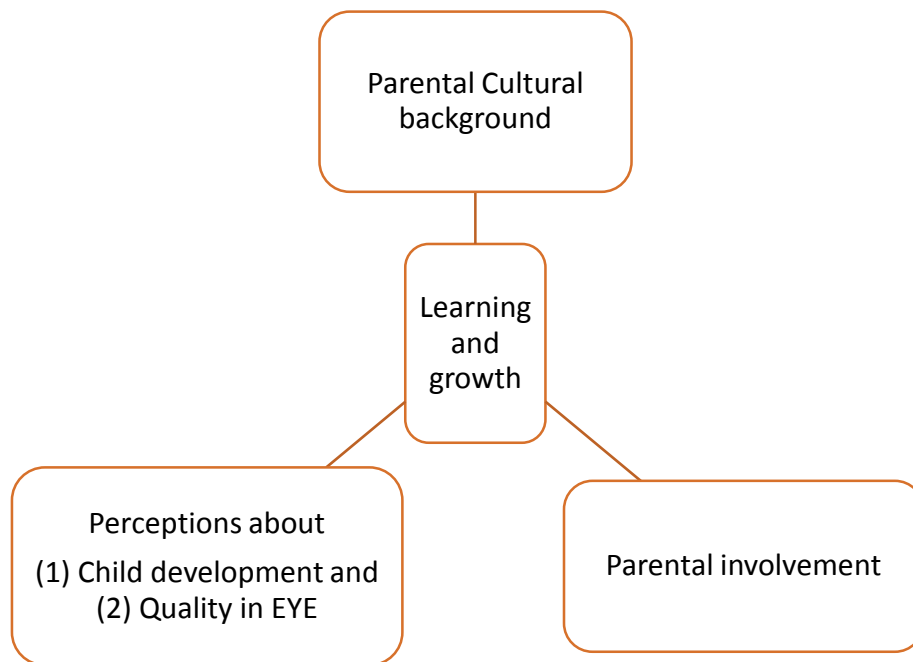 Parental Cultural
background
Learning
and
growth
Perceptions about
(1) Child development and
(2) Quality in EYE
Parental involvement